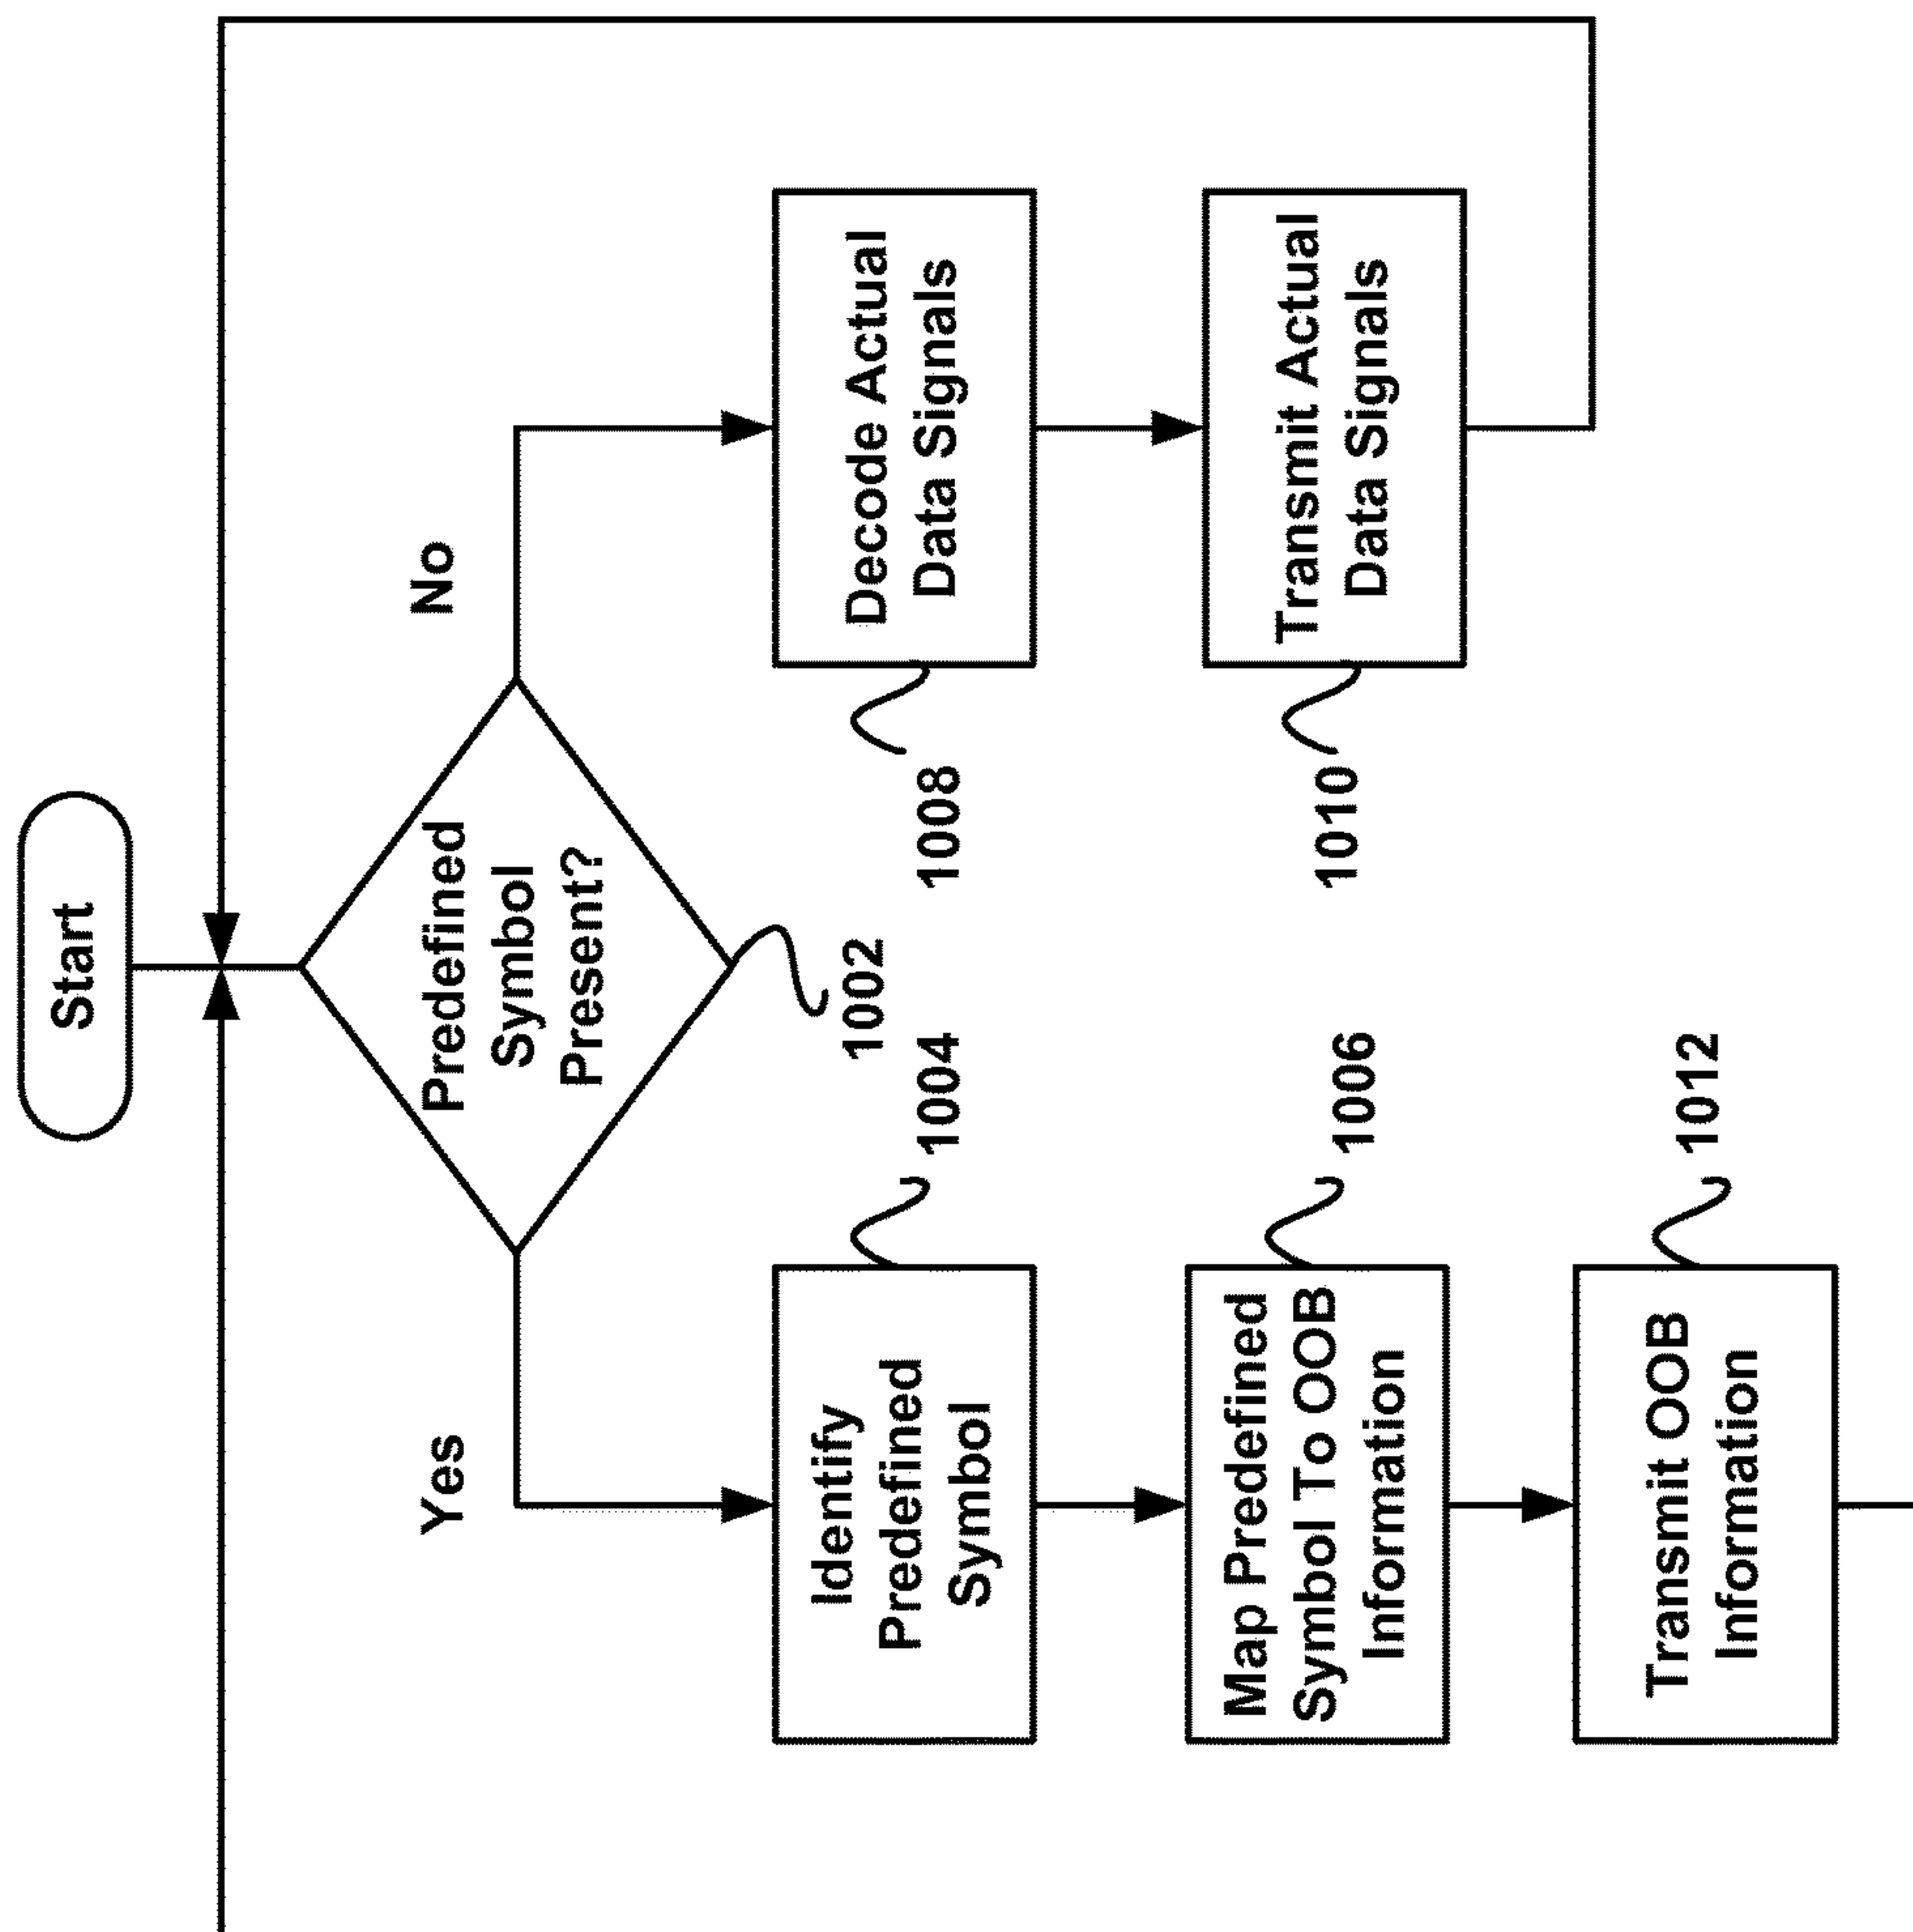 Start
Predefined
Symbol
Present?
1002
Yes
No
Identify
Predefined
Symbol
1004
Decode Actual
Data Signals
1008
Map Predefined
Symbol To OOB
Information
1006
Transmit Actual
Data Signals
1010
Transmit OOB
Information
1012